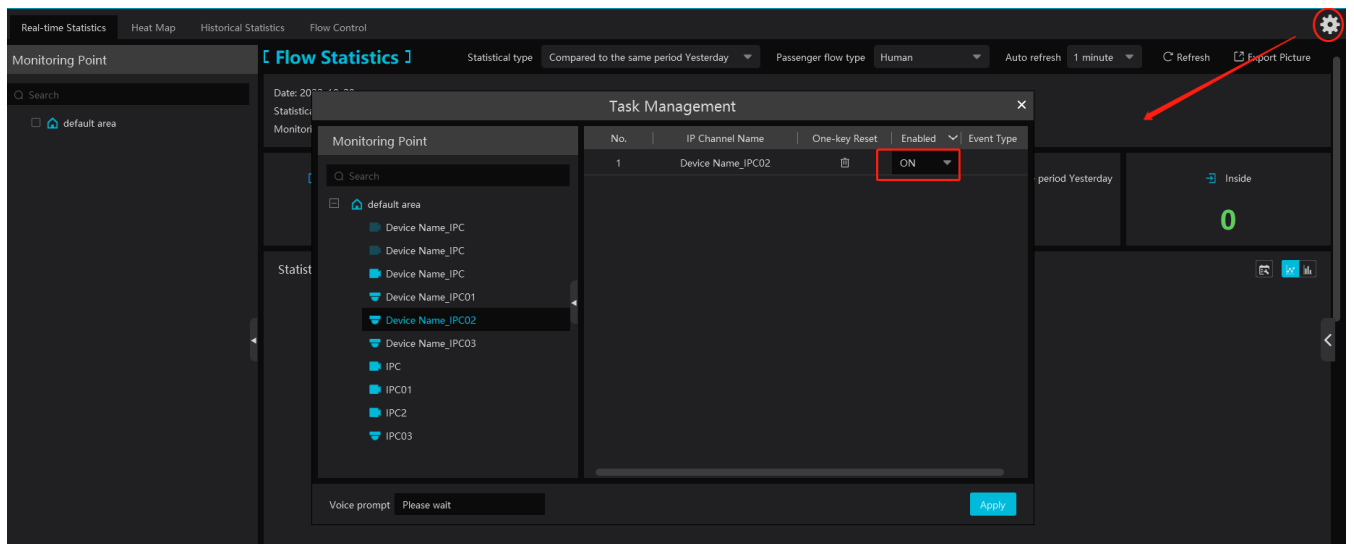 Real-time Statistics Heat Map Historical Statistics Flow Control
Monitoring Point
[ Flow Statistics ]
Statistical type Compared to the same period Yesterday Passenger flow type Human Auto refresh 1 minute Refresh Export Picture
Search
default area
Date: 20
Statistica
Monitori
Task Management
Monitoring Point
Search
default area
Device Name_IPC
Device Name_IPC
Device Name_IPC
Device Name_IPC01
Device Name_IPC02
Device Name_IPC03
IPC
IPC01
IPC2
IPC03
No. IP Channel Name One-key Reset Enabled Event Type
1 Device Name_IPC02 ON
Voice prompt Please wait
Apply
period Yesterday
Inside
0
Statist